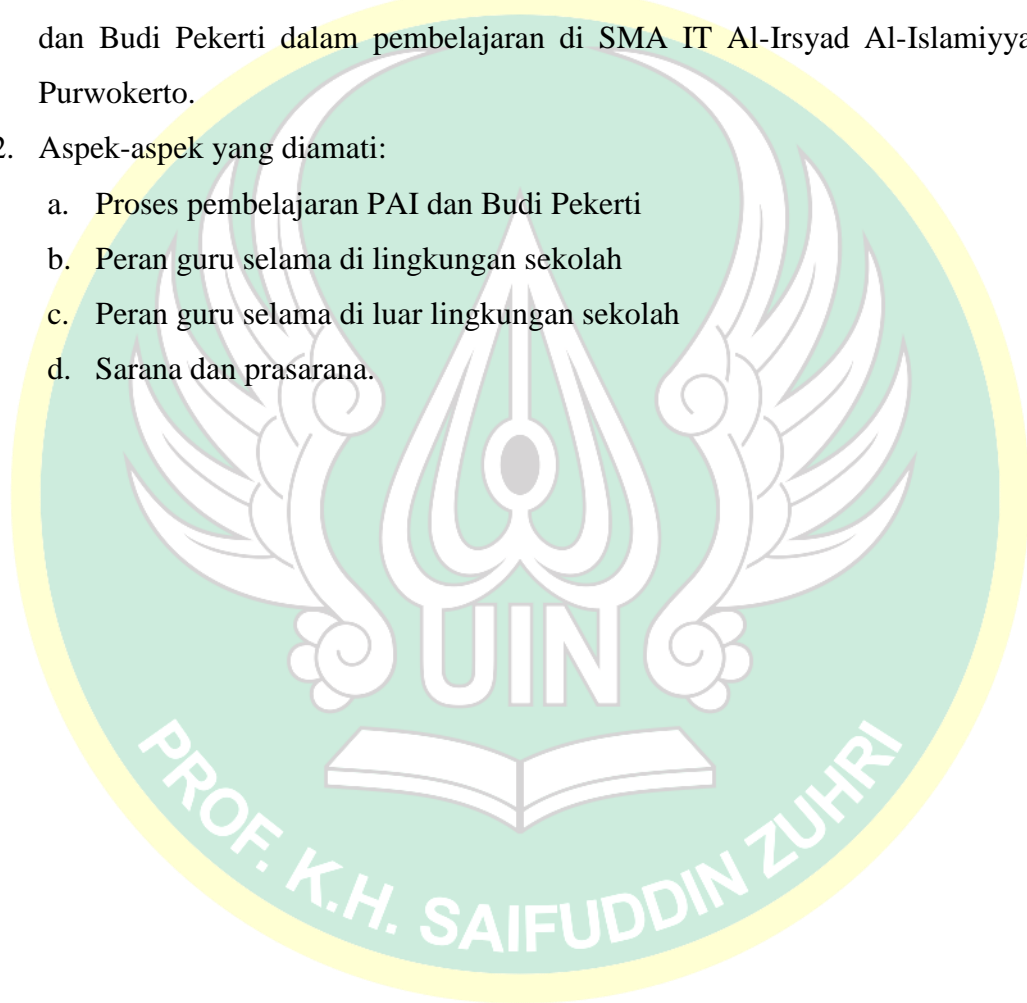 dan Budi Pekerti dalam pembelajaran di SMA IT Al-Irsyad Al-Islamiyya
Purwokerto.
2. Aspek-aspek yang diamati:
a. Proses pembelajaran PAI dan Budi Pekerti
b. Peran guru selama di lingkungan sekolah
c. Peran guru selama di luar lingkungan sekolah
d. Sarana dan prasarana.
UIN
PROF. K.H. SAIFUDDIN ZUHRI